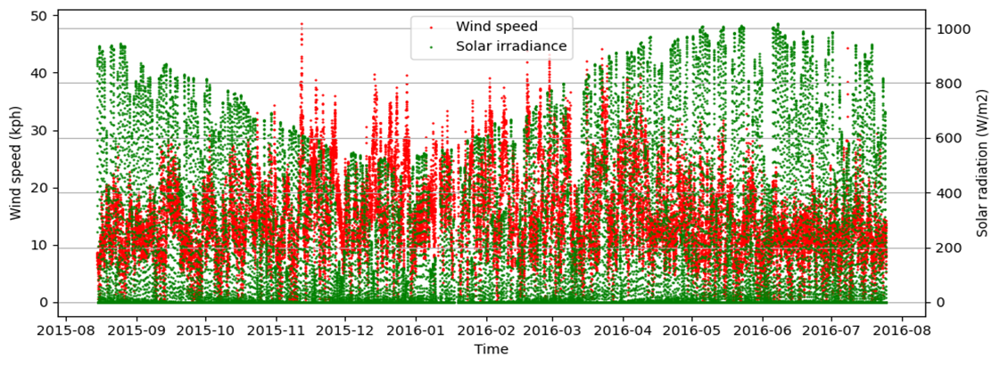 Wind speed
Solar irradiance
50
40
30
20
10
0
Wind speed (kph)
1000
800
600
400
200
0
Solar radiation (W/m2)
2015-08 2015-09 2015-10 2015-11 2015-12 2016-01 2016-02 2016-03 2016-04 2016-05 2016-06 2016-07 2016-08
Time